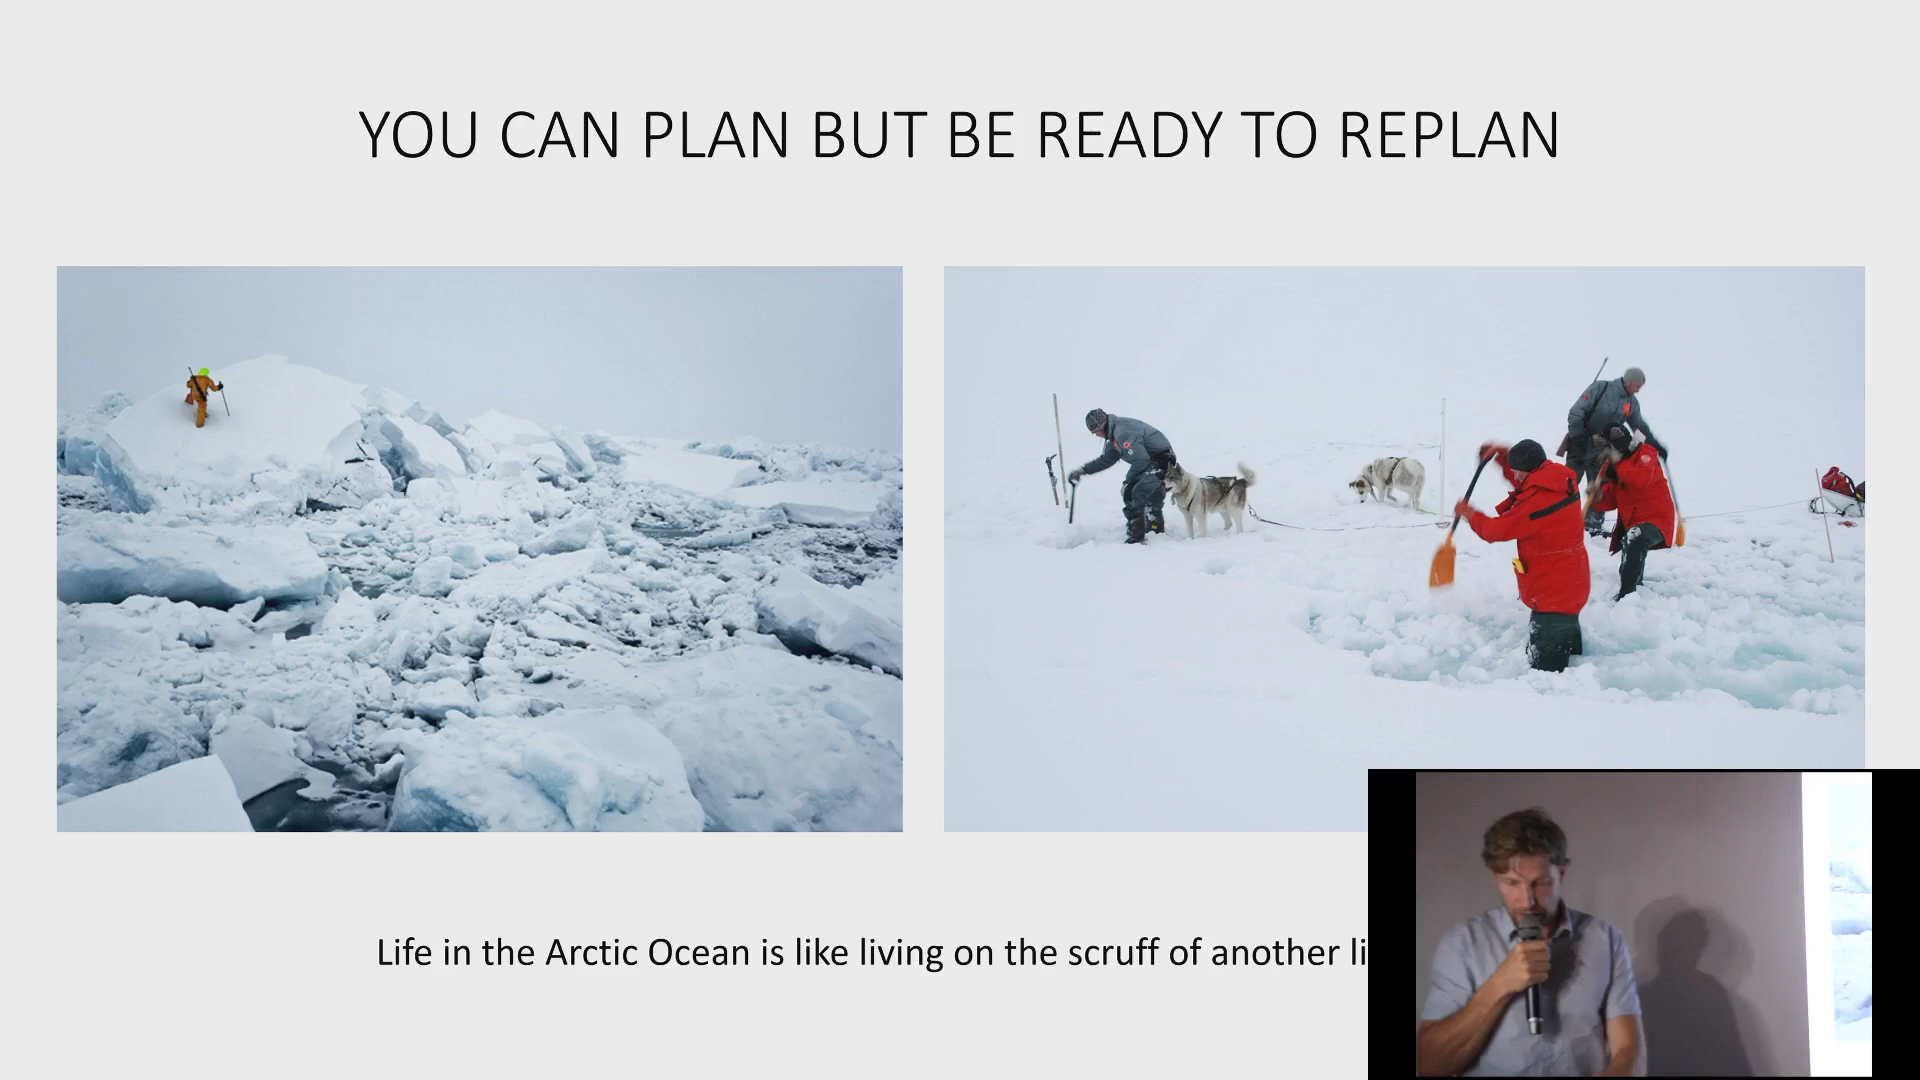 YOU CAN PLAN BUT BE READY TO REPLAN
Life in the Arctic Ocean is like living on the scruff of another